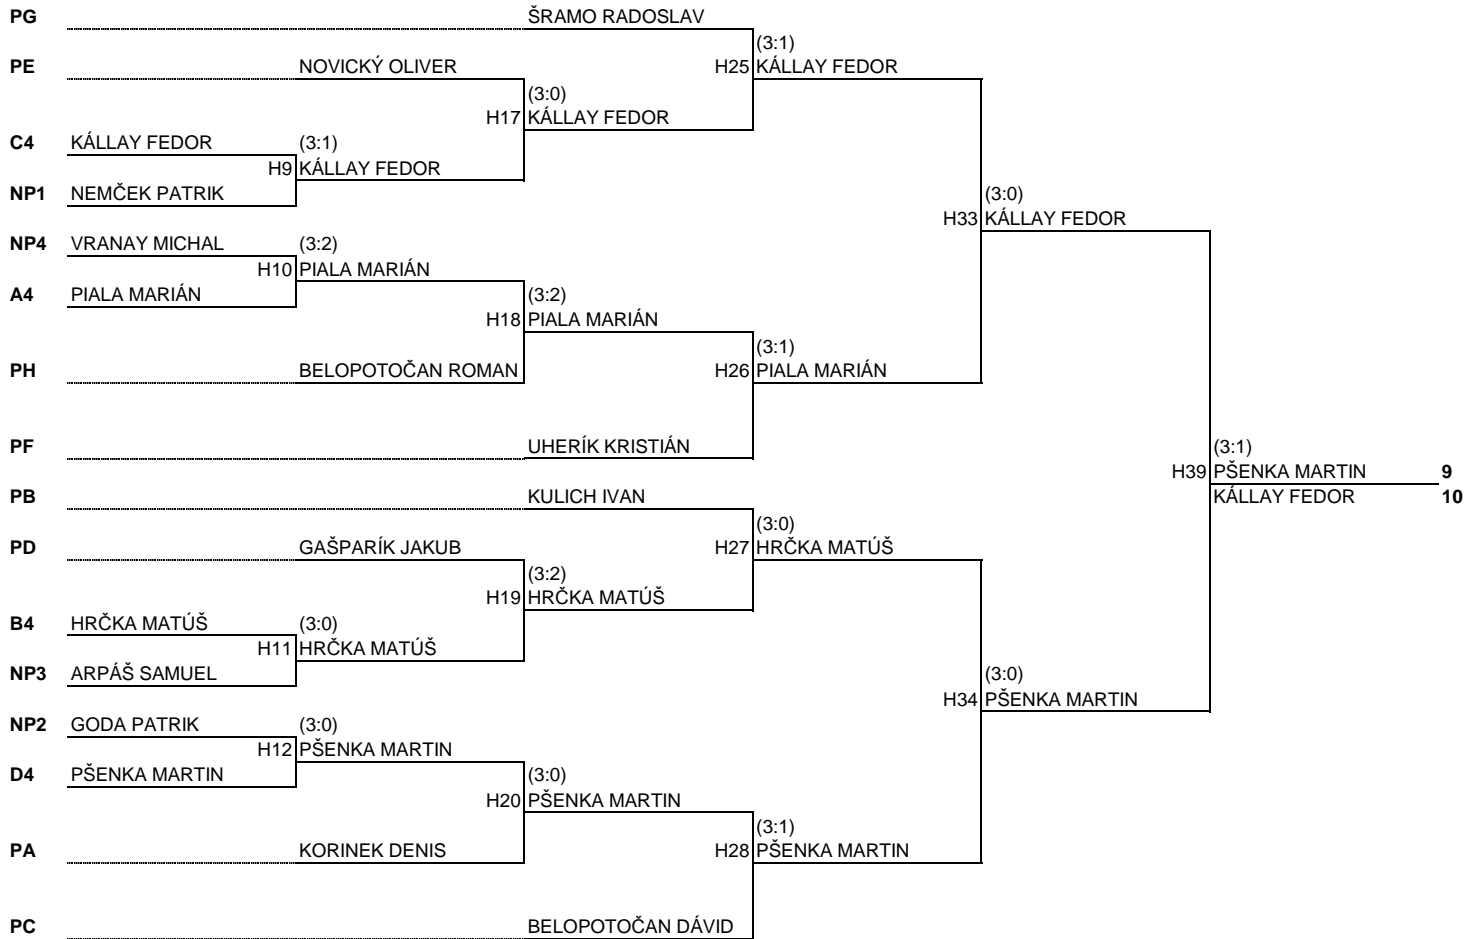 PG ŠRAMO RADOSLAV
(3:1)
PE NOVICKÝ OLIVER H25 KÁLLAY FEDOR
(3:0)
H17 KÁLLAY FEDOR
C4 KÁLLAY FEDOR (3:1)
H9 KÁLLAY FEDOR
NP1 NEMČEK PATRIK (3:0)
H33 KÁLLAY FEDOR
NP4 VRANAY MICHAL (3:2)
H10 PIALA MARIÁN
A4 PIALA MARIÁN (3:2)
H18 PIALA MARIÁN
(3:1)
PH BELOPOTOČAN ROMAN H26 PIALA MARIÁN
PF UHERÍK KRISTIÁN (3:1)
H39 PŠENKA MARTIN 9
PB KULICH IVAN KÁLLAY FEDOR 10
(3:0)
PD GAŠPARÍK JAKUB H27 HRČKA MATÚŠ
(3:2)
H19 HRČKA MATÚŠ
B4 HRČKA MATÚŠ (3:0)
H11 HRČKA MATÚŠ
NP3 ARPÁŠ SAMUEL (3:0)
H34 PŠENKA MARTIN
NP2 GODA PATRIK (3:0)
H12 PŠENKA MARTIN
D4 PŠENKA MARTIN (3:0)
H20 PŠENKA MARTIN
(3:1)
PA KORINEK DENIS H28 PŠENKA MARTIN
PC BELOPOTOČAN DÁVID